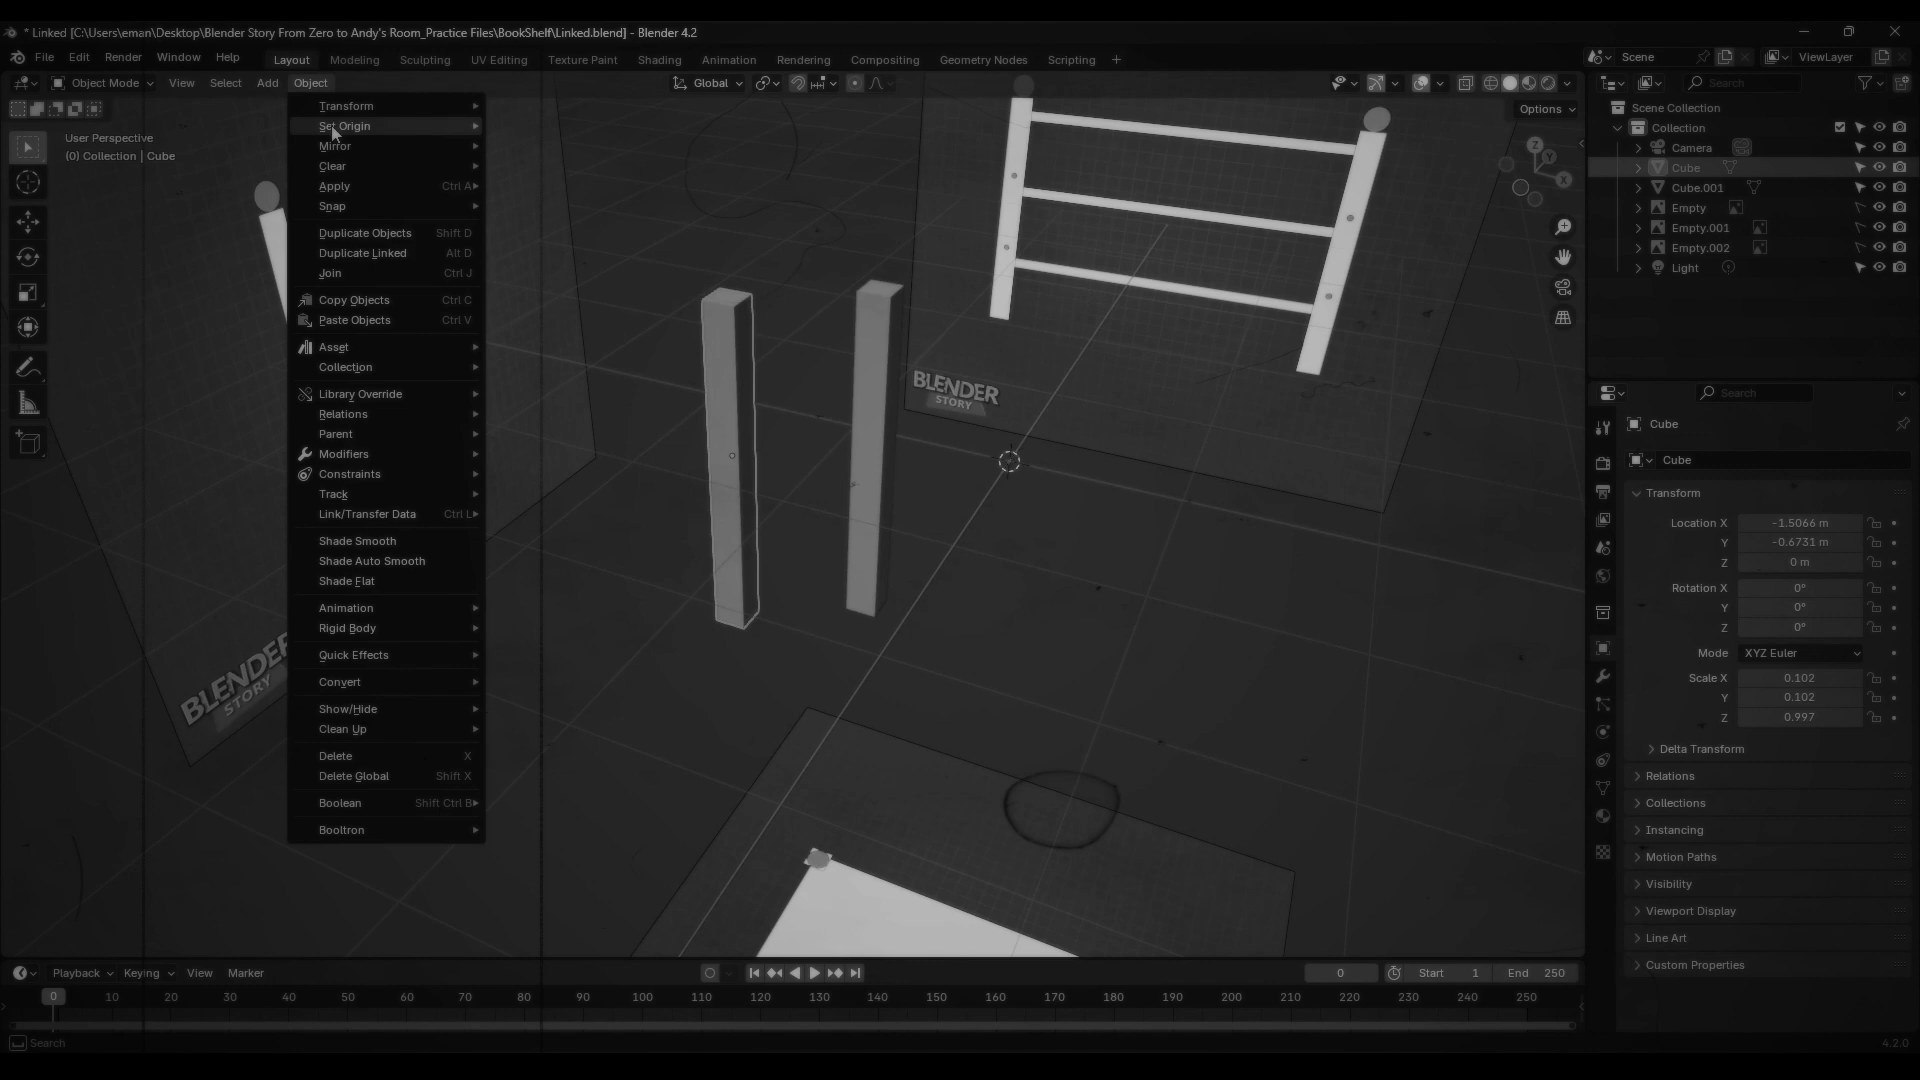 * Linked [C:\Users\eman\Desktop\Blender Story From Zero to Andy's Room_Practice Files\BookShelf\Linked.blend] - Blender 4.2
File Edit Render Window Help Layout Modeling Sculpting UV Editing Texture Paint Shading Animation Rendering Compositing Geometry Nodes Scripting + Scene ViewLayer
Object Mode View Select Add Object Global Search
Options
User Perspective
(0) Collection | Cube
Transform
Set Origin
Mirror
Clear
Apply Ctrl A
Snap
Duplicate Objects Shift D
Duplicate Linked Alt D
Join Ctrl J
Copy Objects Ctrl C
Paste Objects Ctrl V
Asset
Collection
Library Override
Relations
Parent
Modifiers
Constraints
Track
Link/Transfer Data Ctrl L
Shade Smooth
Shade Auto Smooth
Shade Flat
Animation
Rigid Body
Quick Effects
Convert
Show/Hide
Clean Up
Delete X
Delete Global Shift X
Boolean Shift Ctrl B
Booltron
BLENDER
STORY
BLENDER
STORY
Z
Y
X
Scene Collection
Collection
Camera
Cube
Cube.001
Empty
Empty.001
Empty.002
Light
Search
Cube
Cube
Transform
Location X -1.5066 m
Y -0.6731 m
Z 0 m
Rotation X 0°
Y 0°
Z 0°
Mode XYZ Euler
Scale X 0.102
Y 0.102
Z 0.997
Delta Transform
Relations
Collections
Instancing
Motion Paths
Visibility
Viewport Display
Line Art
Custom Properties
Playback Keying View Marker 0 Start 1 End 250
0 10 20 30 40 50 60 70 80 90 100 110 120 130 140 150 160 170 180 190 200 210 220 230 240 250
Search 4.2.0